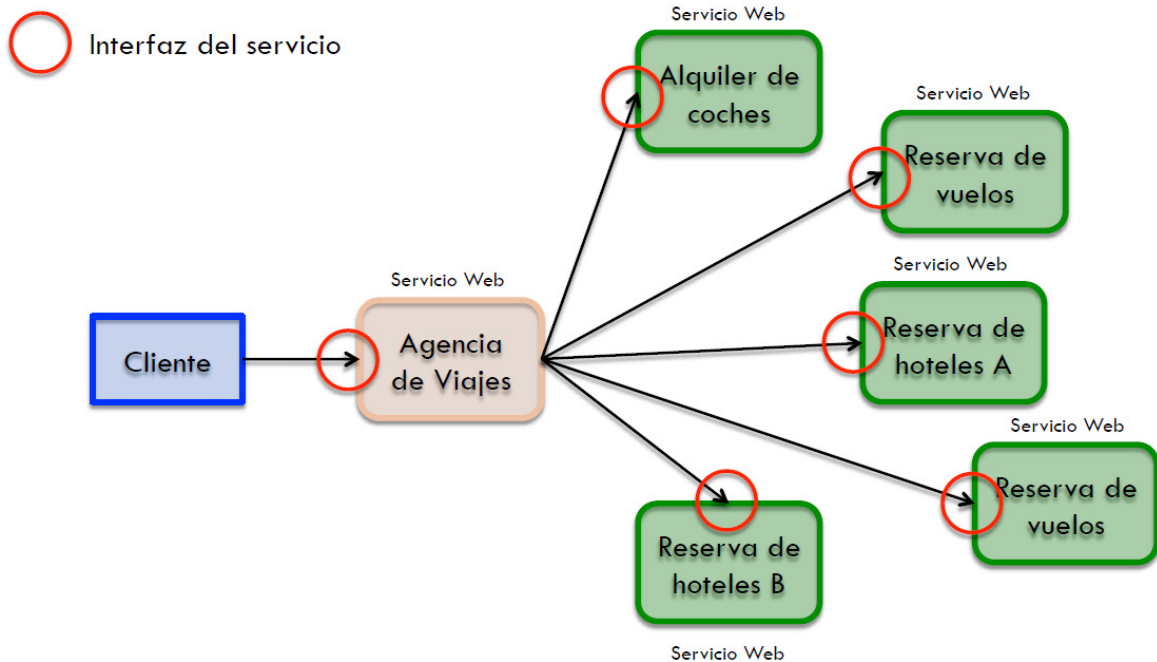 Interfaz del servicio
Servicio Web
Alquiler de
coches
Servicio Web
Reserva de
vuelos
Servicio Web
Reserva de
hoteles A
Servicio Web
Agencia
de Viajes
Cliente
Servicio Web
Reserva de
vuelos
Reserva de
hoteles B
Servicio Web